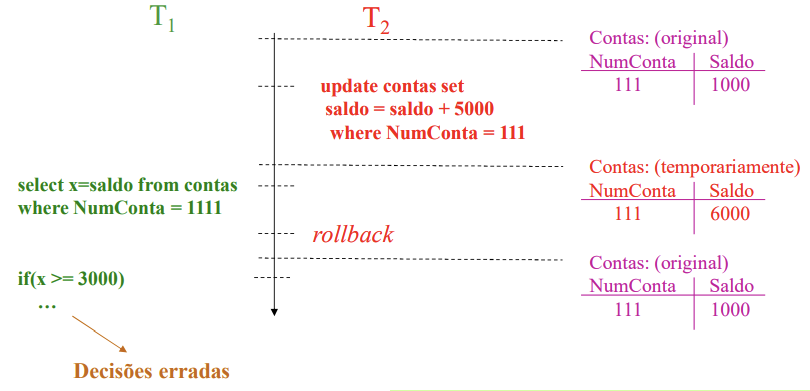 T1
T2
Contas: (original)
NumConta Saldo
111 1000
update contas set
saldo = saldo + 5000
where NumConta = 111
Contas: (temporariamente)
NumConta Saldo
111 6000
select x=saldo from contas
where NumConta = 1111
rollback
Contas: (original)
NumConta Saldo
111 1000
if(x >= 3000)
...
Decisões erradas